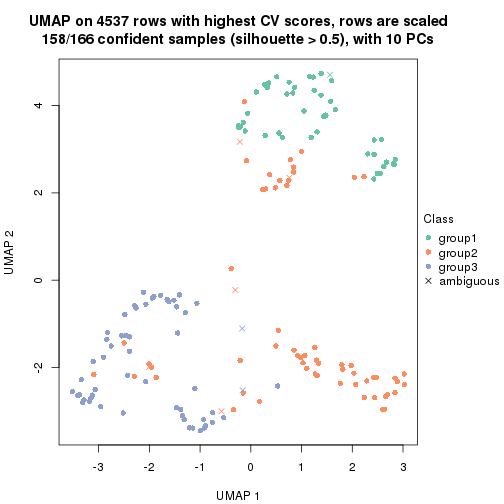 UMAP on 4537 rows with highest CV scores, rows are scaled
158/166 confident samples (silhouette > 0.5), with 10 PCs
4
2
0
-2
UMAP 2
-3
-2
-1
0
1
2
3
UMAP 1
Class
group1
group2
group3
ambiguous